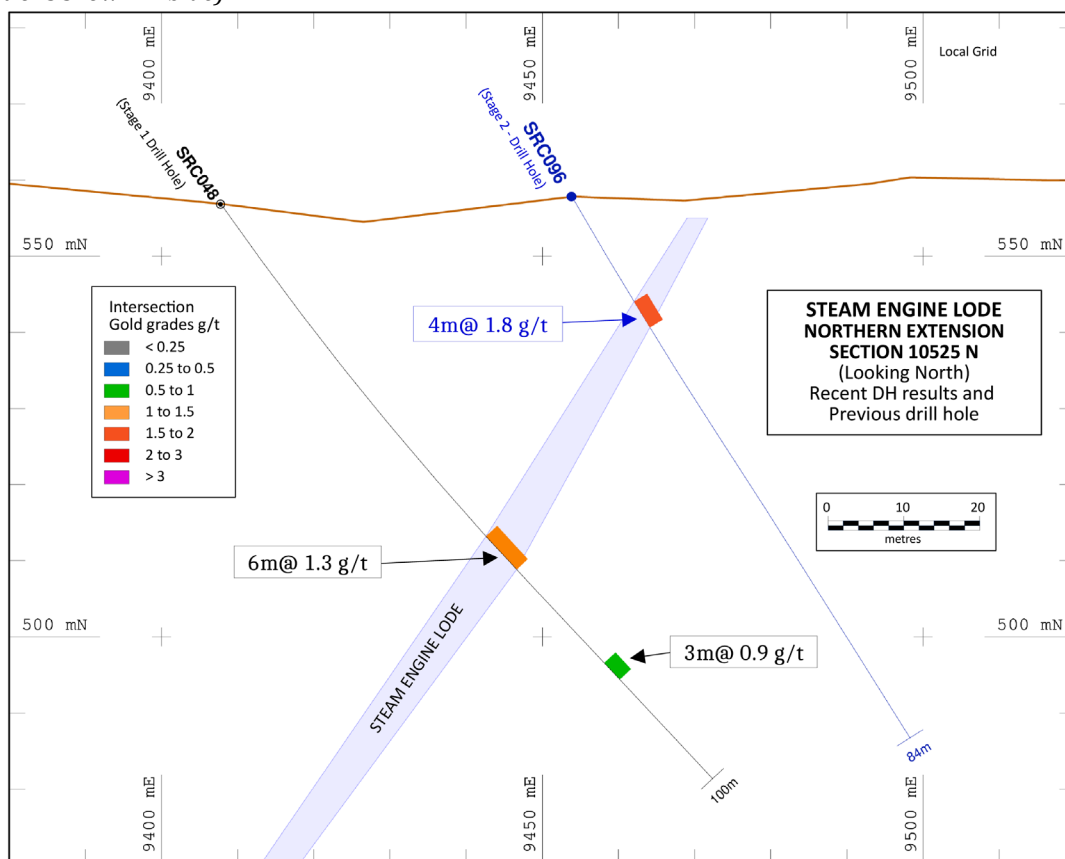 9400 mE
9450 mE
9500 mE
Local Grid
(Stage 1 Drill Hole)
SRC048
(Stage 2 - Drill Hole)
SRC096
550 mN
550 mN
Intersection
Gold grades g/t
< 0.25
0.25 to 0.5
0.5 to 1
1 to 1.5
1.5 to 2
2 to 3
> 3
4m@ 1.8 g/t
STEAM ENGINE LODE
NORTHERN EXTENSION
SECTION 10525 N
(Looking North)
Recent DH results and
Previous drill hole
0 10 20
metres
6m@ 1.3 g/t
STEAM ENGINE LODE
500 mN
500 mN
3m@ 0.9 g/t
84m
100m
9400 mE
9450 mE
9500 mE